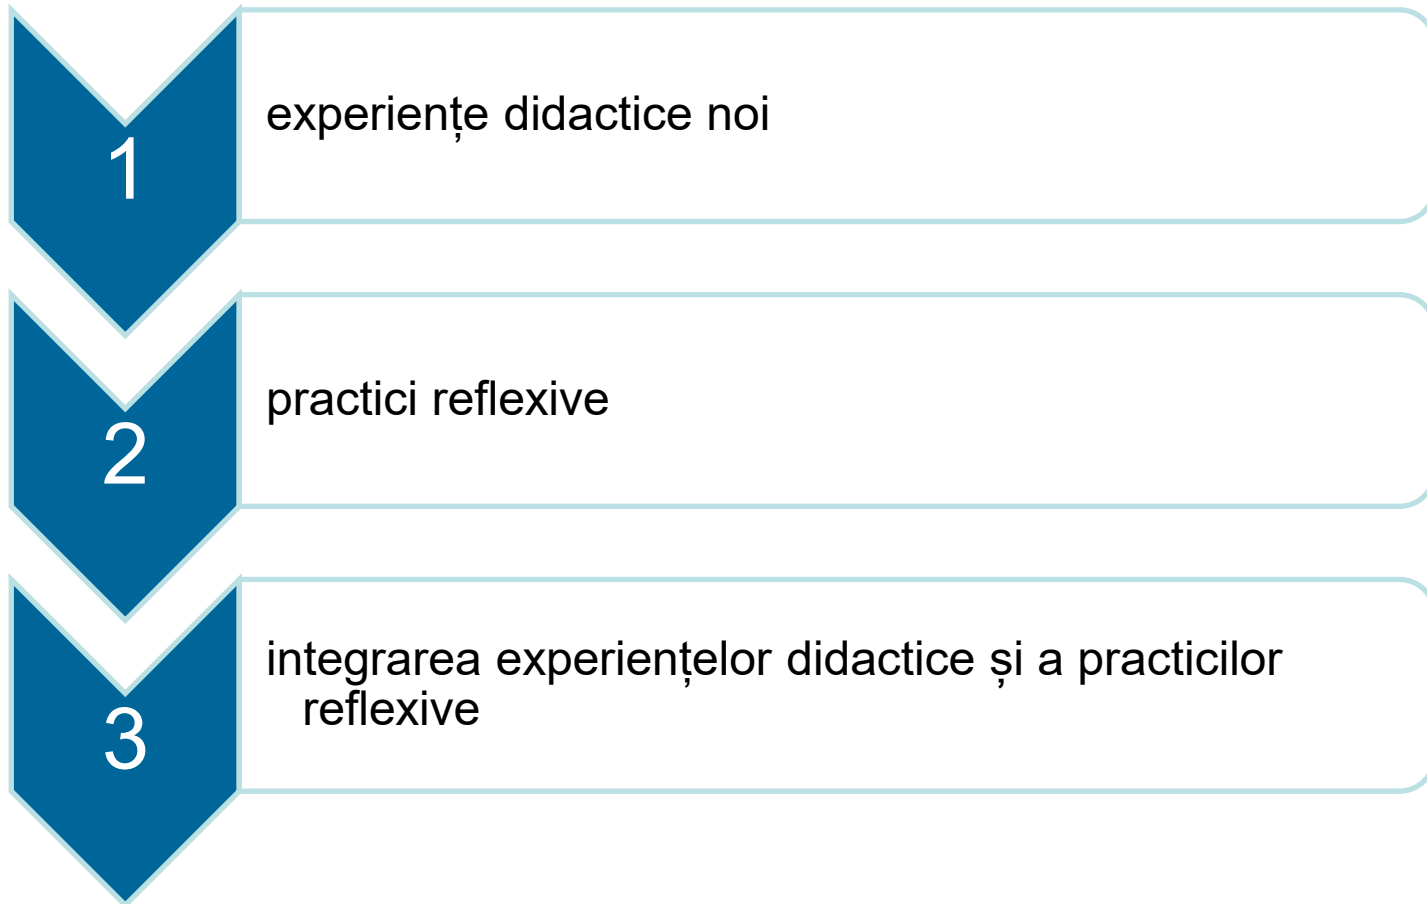 1
experiențe didactice noi
2
practici reflexive
3
integrarea experiențelor didactice și a practicilor
reflexive